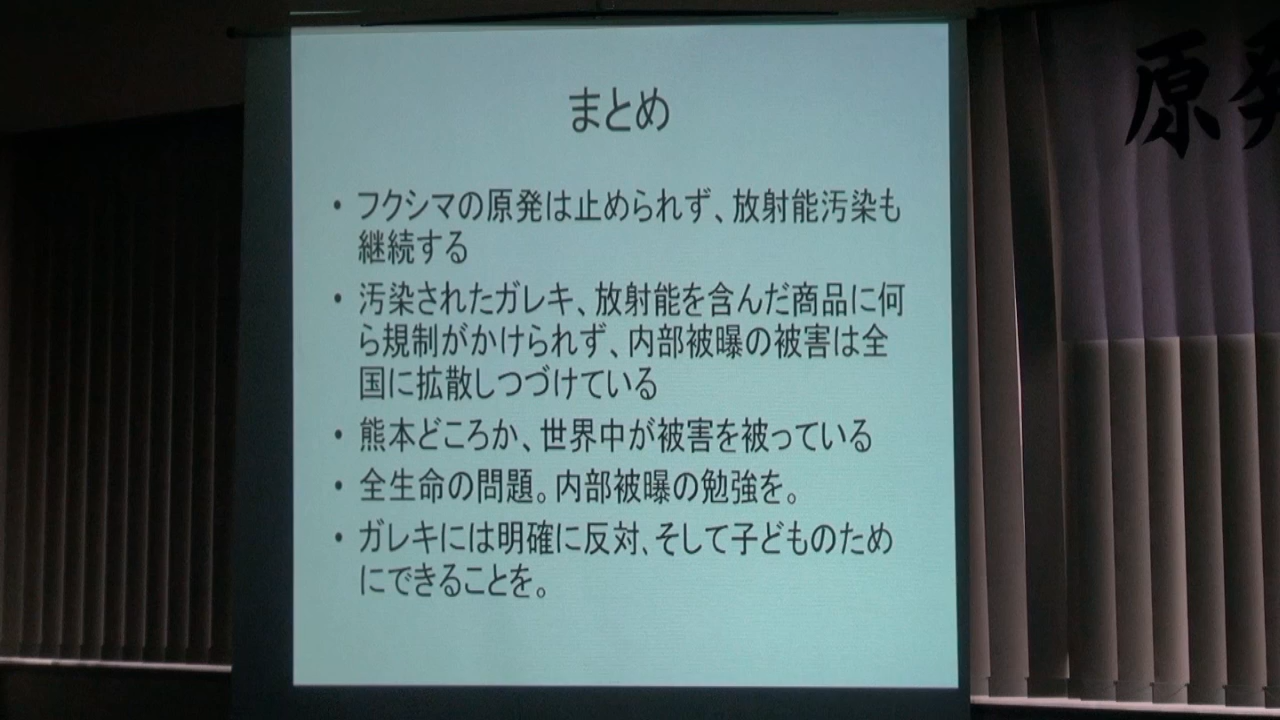 まとめ
・フクシマの原発は止められず、放射能汚染も
継続する
・汚染されたガレキ、放射能を含んだ商品に何
ら規制がかけられず、内部被曝の被害は全
国に拡散しつづけている
・熊本どころか、世界中が被害を被っている
・全生命の問題。内部被曝の勉強を。
・ガレキには明確に反対、そして子どものため
にできることを。
原発